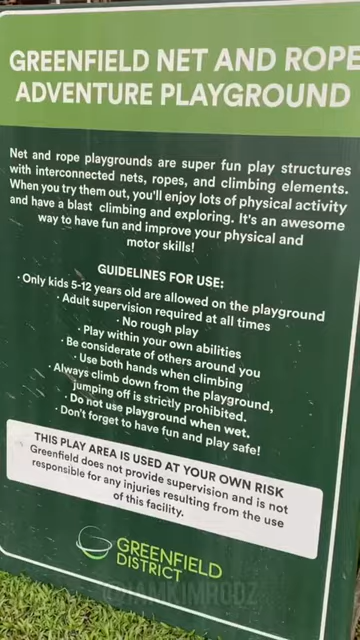 GREENFIELD NET AND ROPE
ADVENTURE PLAYGROUND
Net and rope playgrounds are super fun play structures
with interconnected nets, ropes, and climbing elements.
When you try them out, you'll enjoy lots of physical activity
and have a blast climbing and exploring. It's an awesome
way to have fun and improve your physical and
motor skills!
GUIDELINES FOR USE:
· Only kids 5-12 years old are allowed on the playground
· Adult supervision required at all times
· No rough play
· Play within your own abilities
· Be considerate of others around you
· Use both hands when climbing
· Always climb down from the playground,
jumping off is strictly prohibited.
· Do not use playground when wet.
· Don't forget to have fun and play safe!
THIS PLAY AREA IS USED AT YOUR OWN RISK
Greenfield does not provide supervision and is not
responsible for any injuries resulting from the use
of this facility.
GREENFIELD
DISTRICT
@IAMKIMRODZ